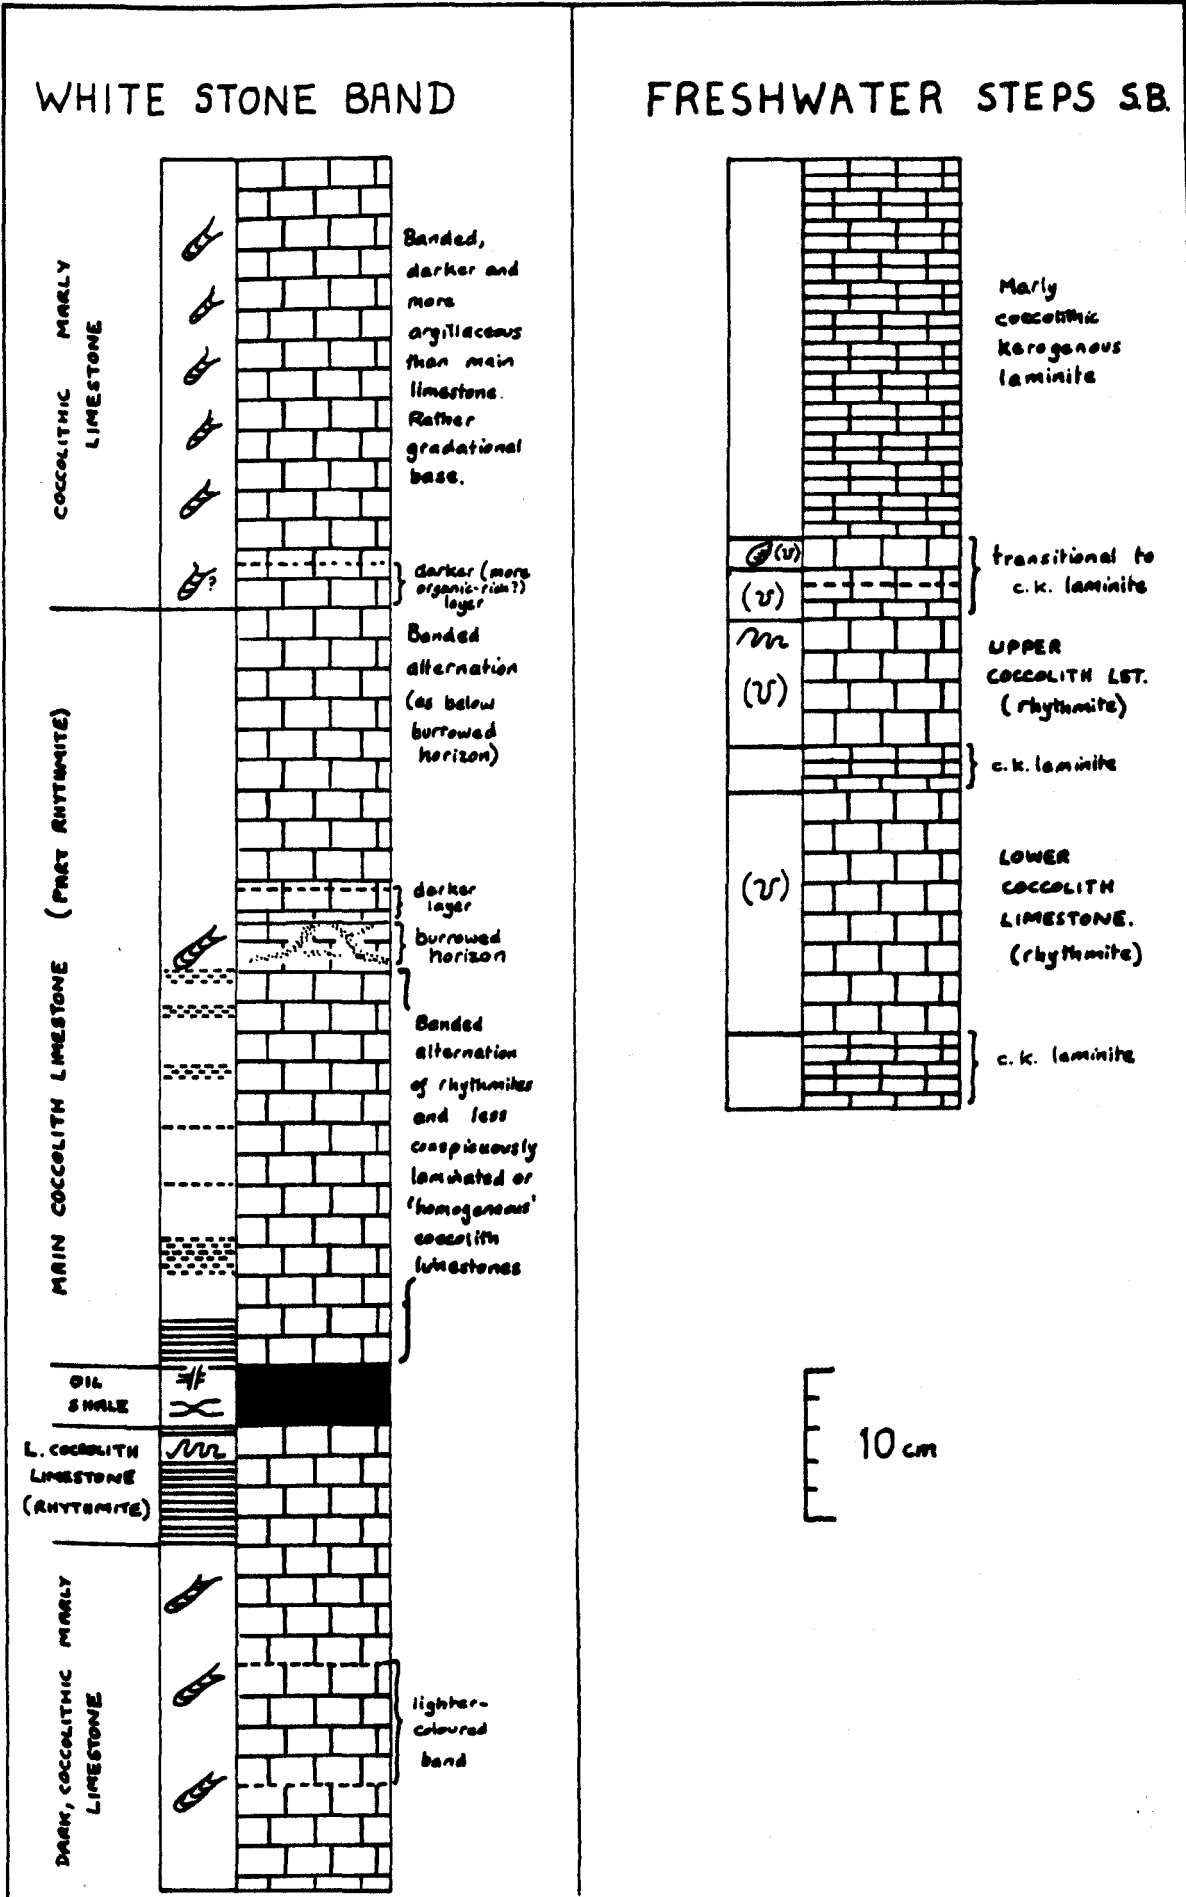 WHITE STONE BAND
COCCOLITHIC MARLY
LIMESTONE
Banded,
darker and
more
argillaceous
than main
limestone.
Rather
gradational
base.
?
darker (more
organic-rich?)
layer
MAIN COCCOLITH LIMESTONE (PART RHYTHMITE)
Banded
alternation
(as below
burrowed
horizon)
darker
layer
burrowed
horizon
Banded
alternation
of rhythmites
and less
conspicuously
laminated or
'homogeneous'
coccolith
limestones
OIL
SHALE
L. COCCOLITH
LIMESTONE
(RHYTHMITE)
DARK, COCCOLITHIC MARLY
LIMESTONE
lighter-
coloured
band
FRESHWATER STEPS S.B.
Marly
coccolithic
kerogenous
laminite
transitional to
c.k. laminite
UPPER
COCCOLITH LST.
(rhythmite)
c.k. laminite
LOWER
COCCOLITH
LIMESTONE.
(rhythmite)
c.k. laminite
10 cm